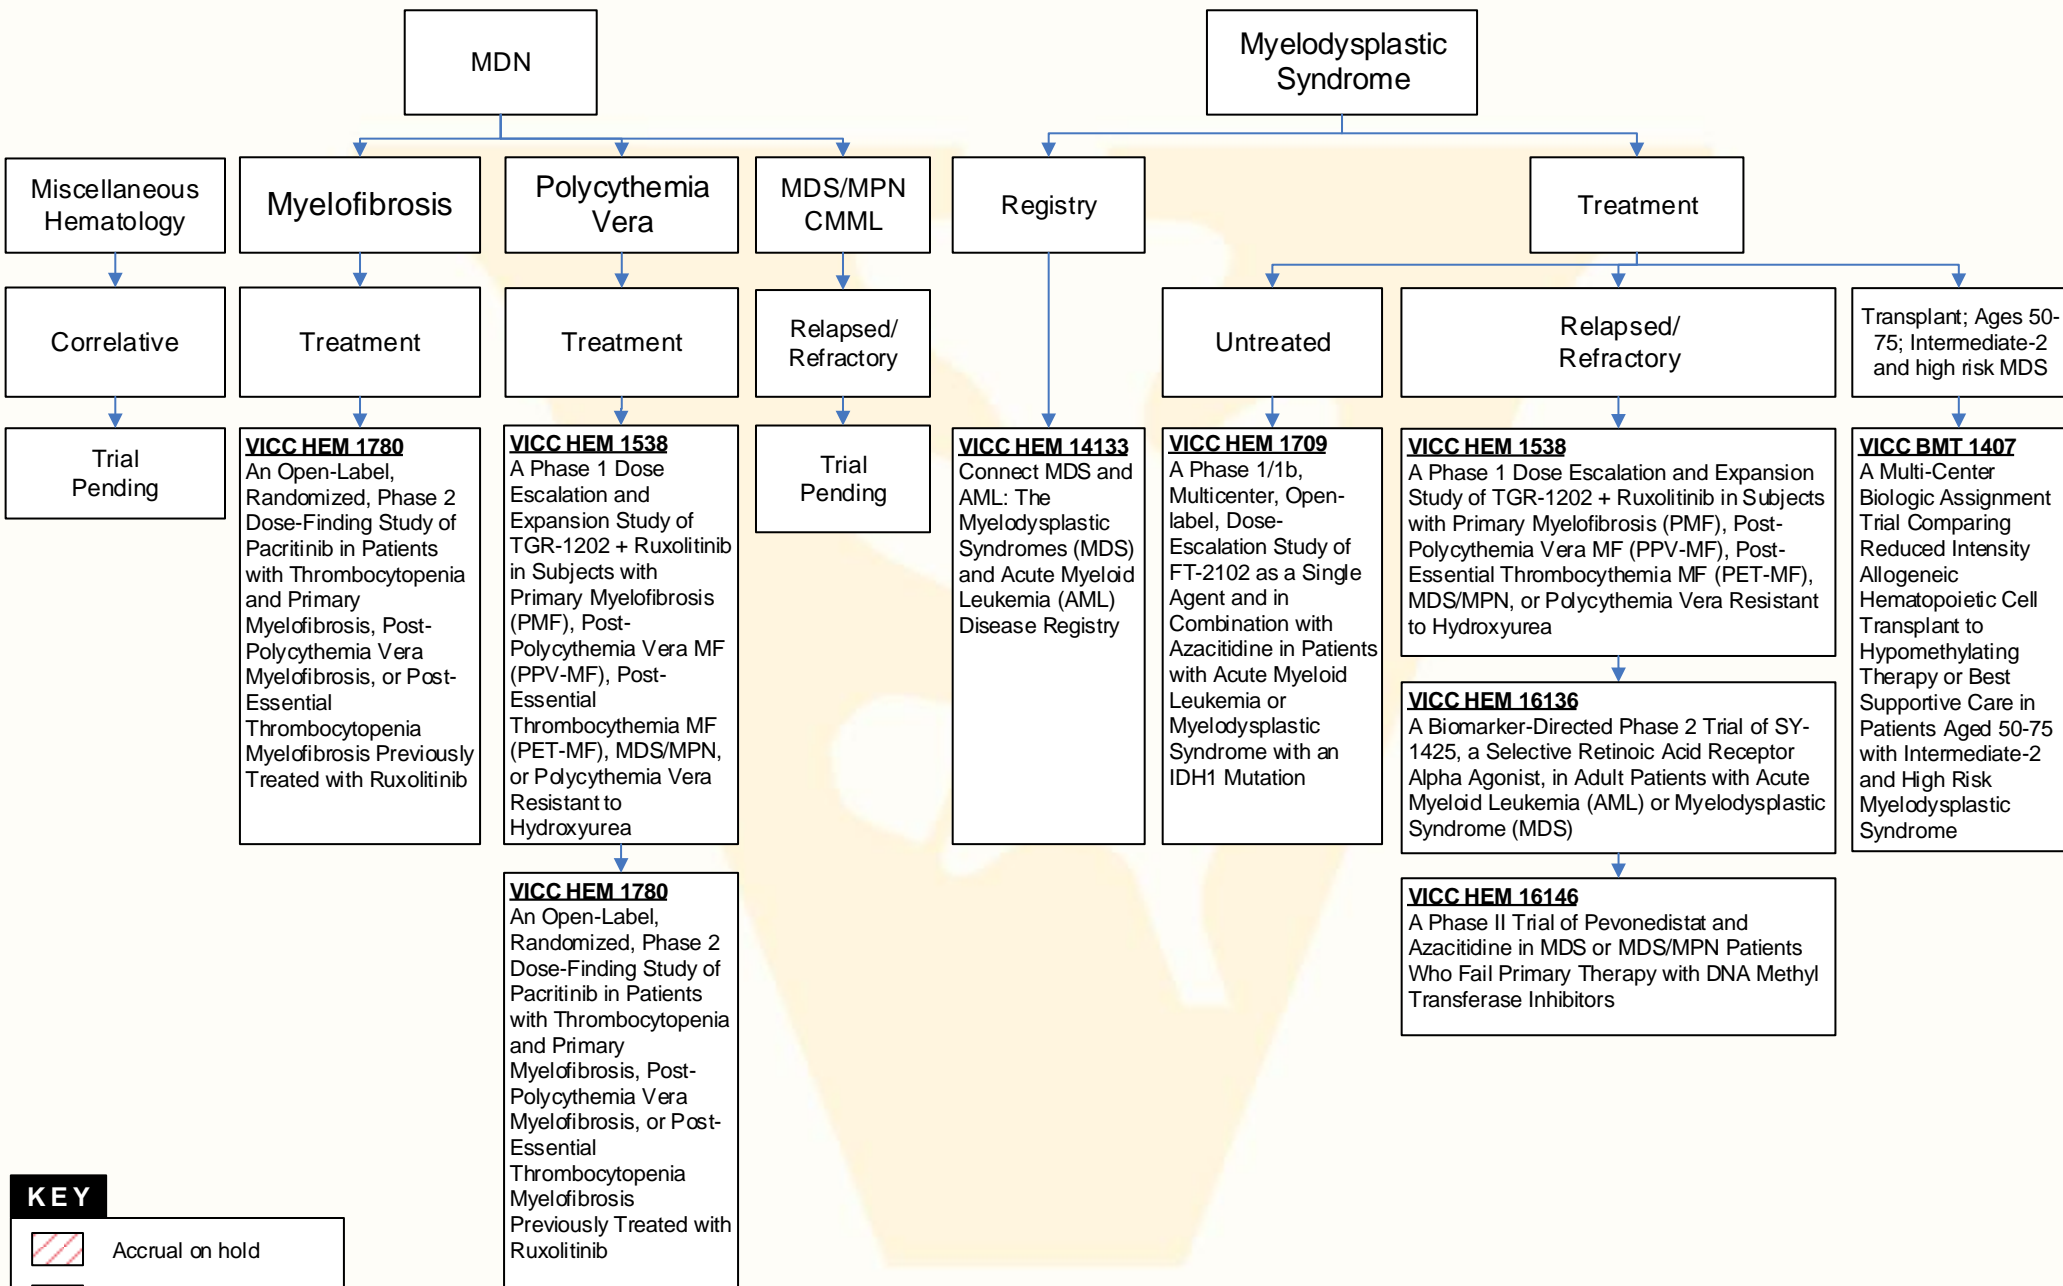 MDN
Myelodysplastic
Syndrome
Miscellaneous
Hematology
Myelofibrosis
Polycythemia
Vera
MDS/MPN
CMML
Registry
Treatment
Correlative
Treatment
Treatment
Relapsed/
Refractory
Untreated
Relapsed/
Refractory
Transplant; Ages 50-
75; Intermediate-2
and high risk MDS
Trial
Pending
VICC HEM 1780
An Open-Label,
Randomized, Phase 2
Dose-Finding Study of
Pacritinib in Patients
with Thrombocytopenia
and Primary
Myelofibrosis, Post-
Polycythemia Vera
Myelofibrosis, or Post-
Essential
Thrombocytopenia
Myelofibrosis Previously
Treated with Ruxolitinib
VICC HEM 1538
A Phase 1 Dose
Escalation and
Expansion Study of
TGR-1202 + Ruxolitinib
in Subjects with
Primary Myelofibrosis
(PMF), Post-
Polycythemia Vera MF
(PPV-MF), Post-
Essential
Thrombocythemia MF
(PET-MF), MDS/MPN,
or Polycythemia Vera
Resistant to
Hydroxyurea
VICC HEM 1780
An Open-Label,
Randomized, Phase 2
Dose-Finding Study of
Pacritinib in Patients
with Thrombocytopenia
and Primary
Myelofibrosis, Post-
Polycythemia Vera
Myelofibrosis, or Post-
Essential
Thrombocytopenia
Myelofibrosis
Previously Treated with
Ruxolitinib
Trial
Pending
VICC HEM 14133
Connect MDS and
AML: The
Myelodysplastic
Syndromes (MDS)
and Acute Myeloid
Leukemia (AML)
Disease Registry
VICC HEM 1709
A Phase 1/1b,
Multicenter, Open-
label, Dose-
Escalation Study of
FT-2102 as a Single
Agent and in
Combination with
Azacitidine in Patients
with Acute Myeloid
Leukemia or
Myelodysplastic
Syndrome with an
IDH1 Mutation
VICC HEM 1538
A Phase 1 Dose Escalation and Expansion
Study of TGR-1202 + Ruxolitinib in Subjects
with Primary Myelofibrosis (PMF), Post-
Polycythemia Vera MF (PPV-MF), Post-
Essential Thrombocythemia MF (PET-MF),
MDS/MPN, or Polycythemia Vera Resistant
to Hydroxyurea
VICC HEM 16136
A Biomarker-Directed Phase 2 Trial of SY-
1425, a Selective Retinoic Acid Receptor
Alpha Agonist, in Adult Patients with Acute
Myeloid Leukemia (AML) or Myelodysplastic
Syndrome (MDS)
VICC HEM 16146
A Phase II Trial of Pevonedistat and
Azacitidine in MDS or MDS/MPN Patients
Who Fail Primary Therapy with DNA Methyl
Transferase Inhibitors
VICC BMT 1407
A Multi-Center
Biologic Assignment
Trial Comparing
Reduced Intensity
Allogeneic
Hematopoietic Cell
Transplant to
Hypomethylating
Therapy or Best
Supportive Care in
Patients Aged 50-75
with Intermediate-2
and High Risk
Myelodysplastic
Syndrome
KEY
Accrual on hold